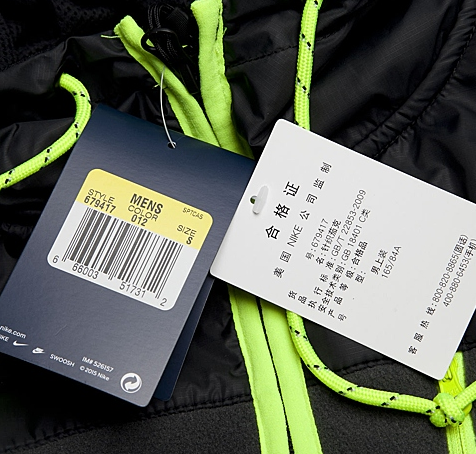 MENS
SP7CA5
STYLE COLOR SIZE
679417 012 S
6 66003 51731 2
nike.com
NIKE SWOOSH IM# 526157
© 2015 Nike
合格证
美国 NIKE 公司监制
货号: 679417
品名: 针织茄克
执行标准: GB/T 22853-2009
安全技术类别: GB 18401 C类
产品等级: 合格品
型号: 男上装
165/84A
客服热线: 800-820-8865(固话)
400-880-6453(手机)